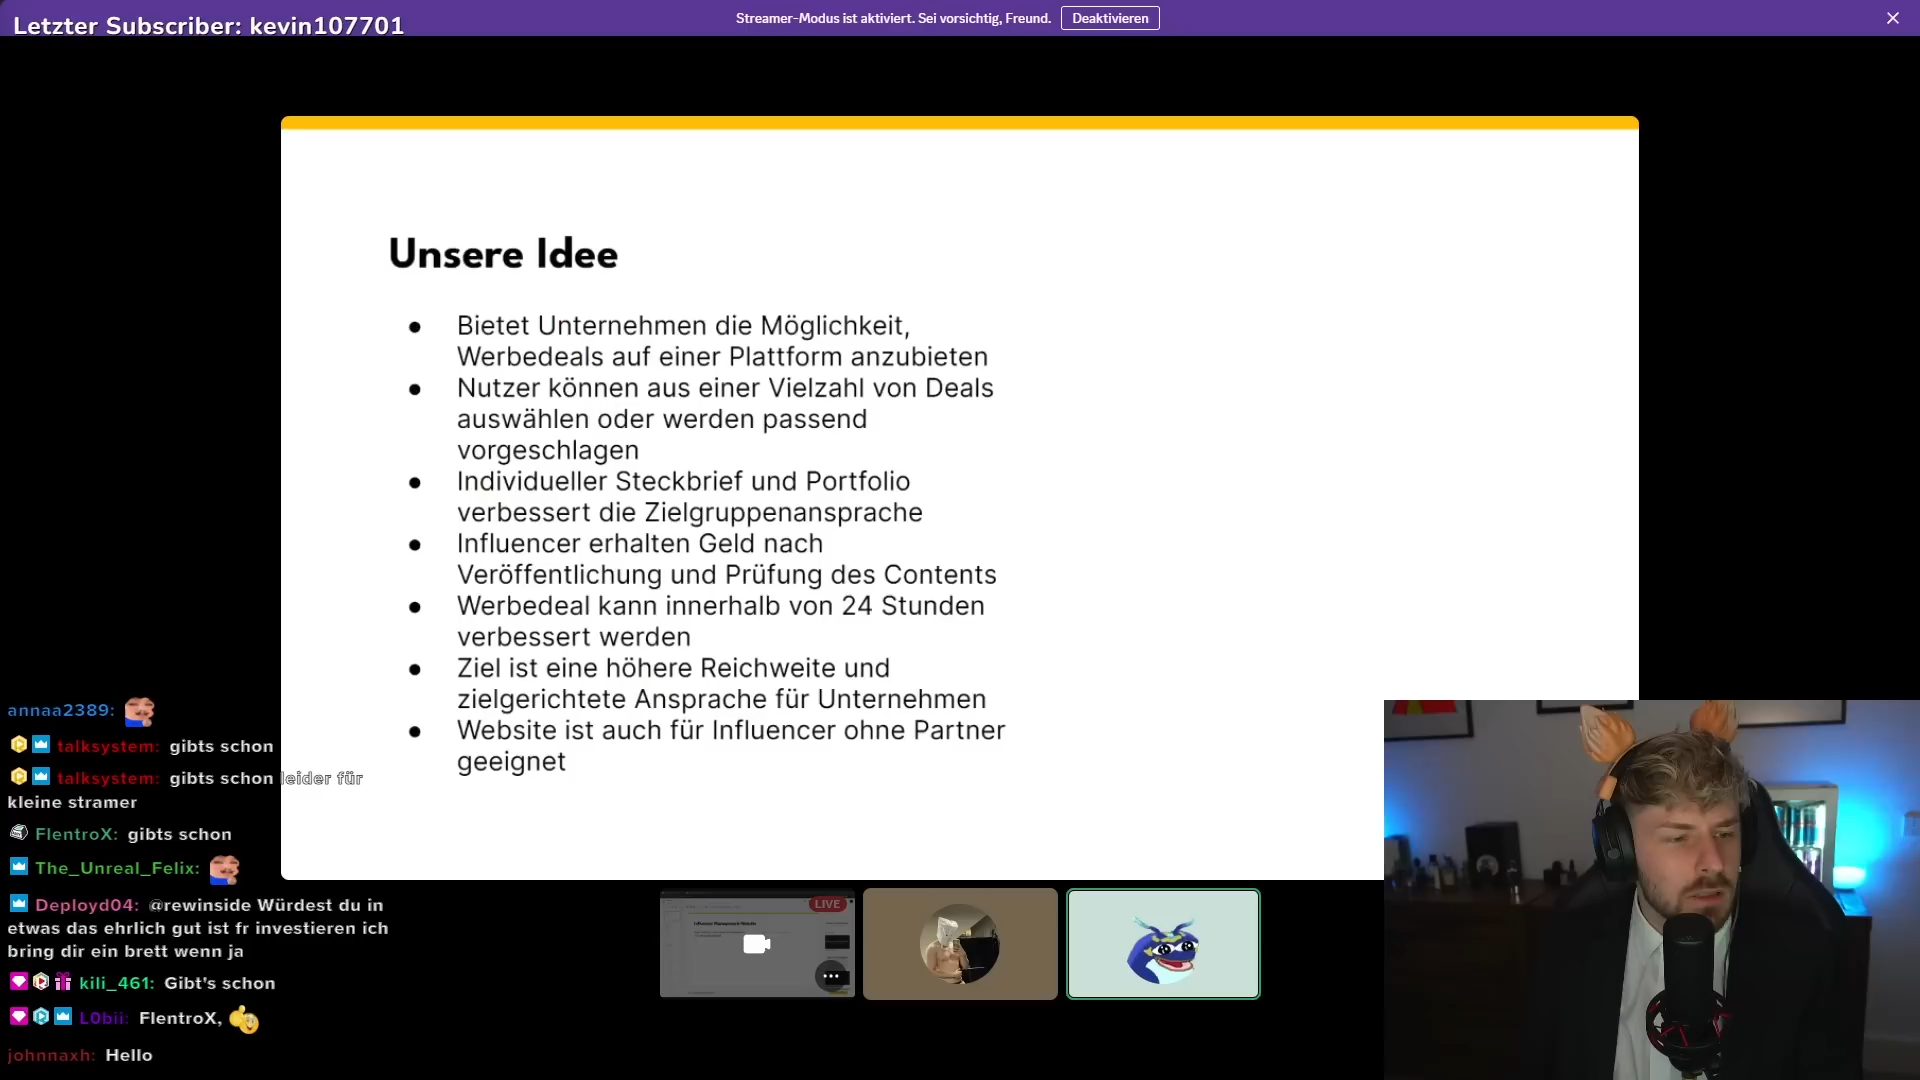 Letzter Subscriber: kevin107701
Streamer-Modus ist aktiviert. Sei vorsichtig, Freund.
Deaktivieren
Unsere Idee
● Bietet Unternehmen die Möglichkeit,
Werbedeals auf einer Plattform anzubieten
● Nutzer können aus einer Vielzahl von Deals
auswählen oder werden passend
vorgeschlagen
● Individueller Steckbrief und Portfolio
verbessert die Zielgruppenansprache
● Influencer erhalten Geld nach
Veröffentlichung und Prüfung des Contents
● Werbedeal kann innerhalb von 24 Stunden
verbessert werden
● Ziel ist eine höhere Reichweite und
zielgerichtete Ansprache für Unternehmen
● Website ist auch für Influencer ohne Partner
geeignet
annaa2389:
talksystem: gibts schon
talksystem: gibts schon leider für
kleine stramer
FlentroX: gibts schon
The_Unreal_Felix:
Deployd04: @rewinside Würdest du in
etwas das ehrlich gut ist fr investieren ich
bring dir ein brett wenn ja
kili_461: Gibt's schon
L0bii: FlentroX,
johnnaxh: Hello
LIVE